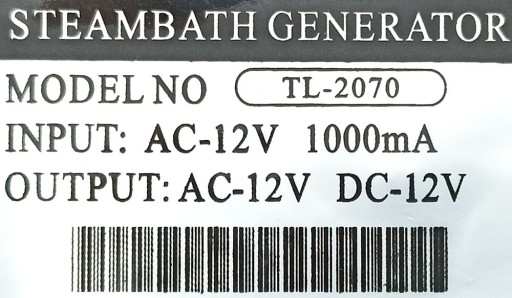 STEAMBATH GENERATOR
MODEL NO TL-2070
INPUT: AC-12V 1000mA
OUTPUT: AC-12V DC-12V